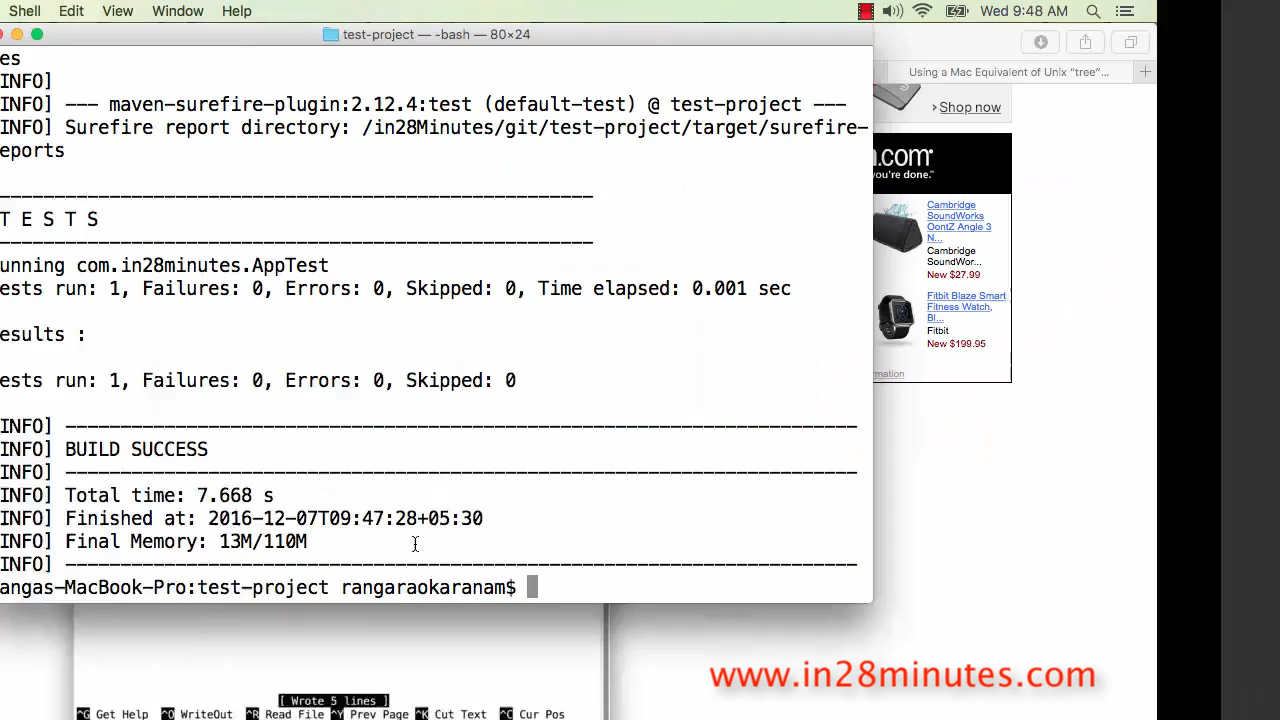 Shell Edit View Window Help Wed 9:48 AM
test-project — -bash — 80×24
Using a Mac Equivalent of Unix “tree”...
es
INFO]
INFO] --- maven-surefire-plugin:2.12.4:test (default-test) @ test-project ---
INFO] Surefire report directory: /in28Minutes/git/test-project/target/surefire-
eports
-------------------------------------------------------
T E S T S
-------------------------------------------------------
unning com.in28minutes.AppTest
ests run: 1, Failures: 0, Errors: 0, Skipped: 0, Time elapsed: 0.001 sec
esults :
ests run: 1, Failures: 0, Errors: 0, Skipped: 0
INFO] ------------------------------------------------------------------------
INFO] BUILD SUCCESS
INFO] ------------------------------------------------------------------------
INFO] Total time: 7.668 s
INFO] Finished at: 2016-12-07T09:47:28+05:30
INFO] Final Memory: 13M/110M
INFO] ------------------------------------------------------------------------
angas-MacBook-Pro:test-project rangaraokaranam$
› Shop now
.com
you're done.”
Cambridge
SoundWorks
OontZ Angle 3
N...
Cambridge
SoundWor...
New $27.99
Fitbit Blaze Smart
Fitness Watch,
Bl...
Fitbit
New $199.95
rmation
www.in28minutes.com
[ Wrote 5 lines ]
^G Get Help ^O WriteOut ^R Read File ^Y Prev Page ^K Cut Text ^C Cur Pos